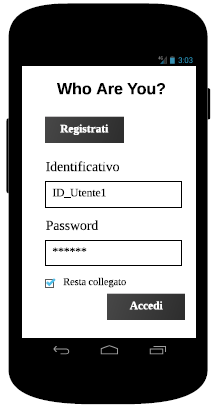 3:03
Who Are You?
Registrati
Identificativo
ID_Utente1
Password
******
Resta collegato
Accedi